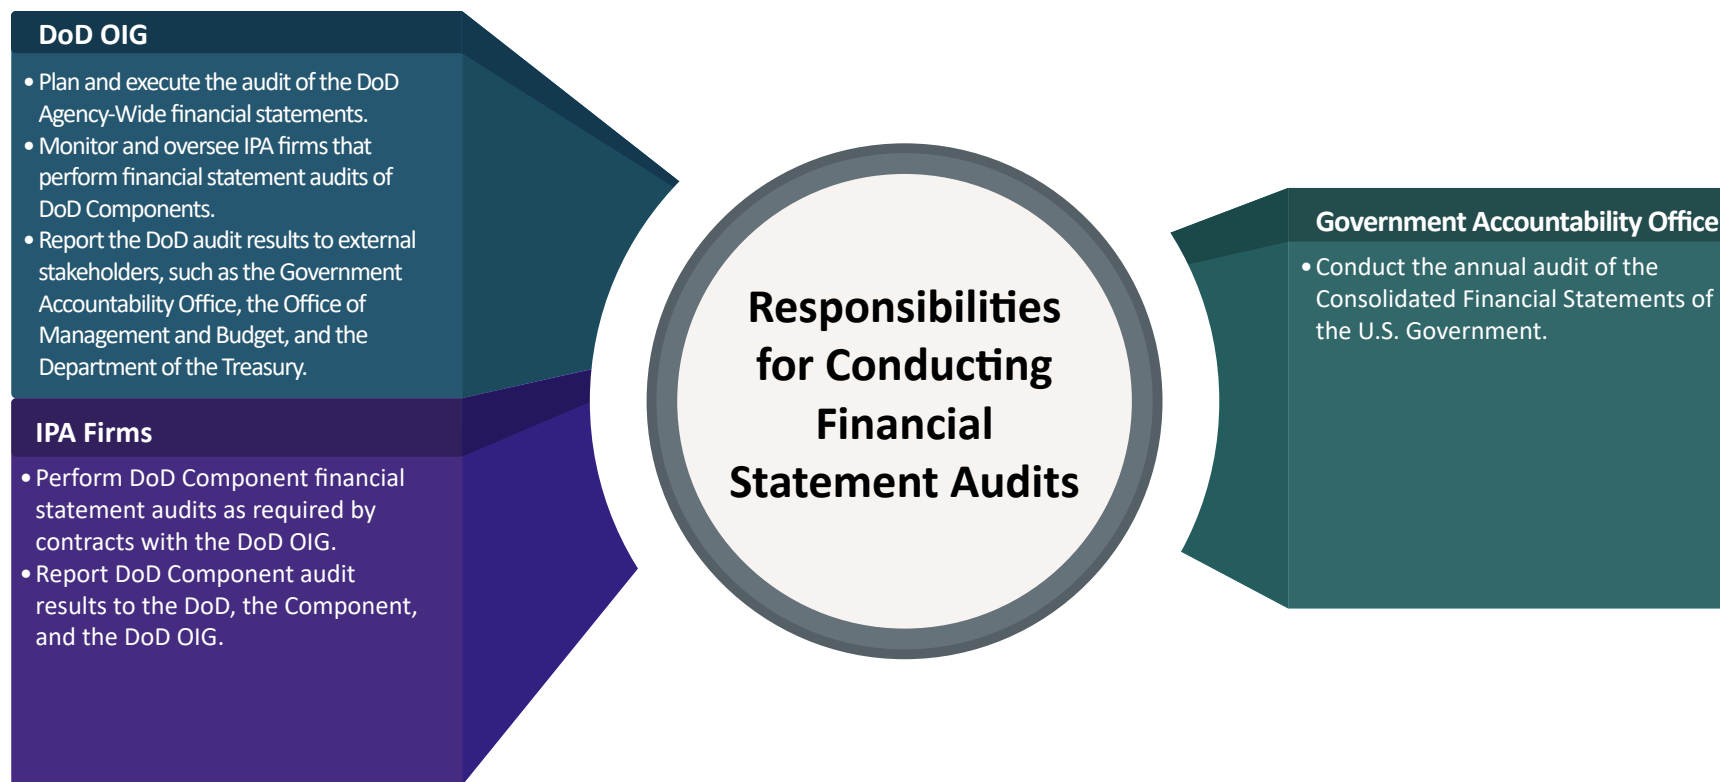 DoD OIG
• Plan and execute the audit of the DoD
Agency-Wide financial statements.
• Monitor and oversee IPA firms that
perform financial statement audits of
DoD Components.
• Report the DoD audit results to external
stakeholders, such as the Government
Accountability Office, the Office of
Management and Budget, and the
Department of the Treasury.
IPA Firms
• Perform DoD Component financial
statement audits as required by
contracts with the DoD OIG.
• Report DoD Component audit
results to the DoD, the Component,
and the DoD OIG.
Responsibilities
for Conducting
Financial
Statement Audits
Government Accountability Office
• Conduct the annual audit of the
Consolidated Financial Statements of
the U.S. Government.